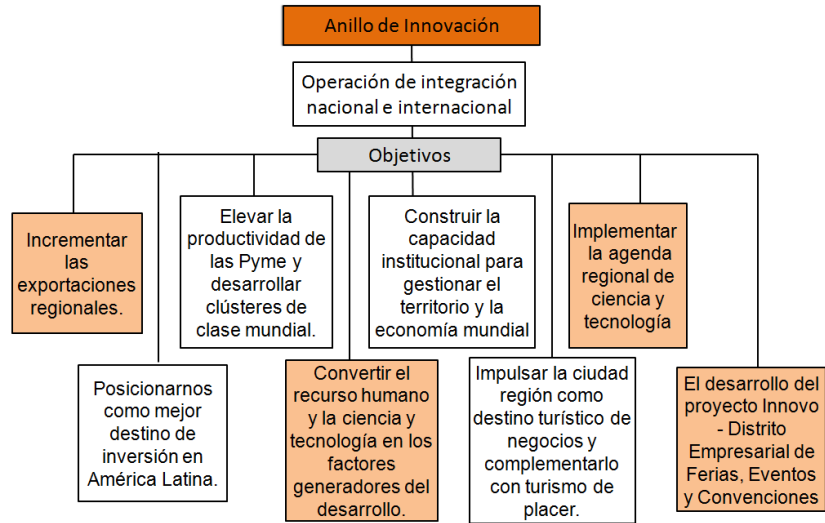 Anillo de Innovación
Operación de integración
nacional e internacional
Objetivos
Incrementar
las
exportaciones
regionales.
Posicionarnos
como mejor
destino de
inversión en
América Latina.
Elevar la
productividad de
las Pyme y
desarrollar
clústeres de
clase mundial.
Convertir el
recurso humano
y la ciencia y
tecnología en los
factores
generadores del
desarrollo.
Construir la
capacidad
institucional para
gestionar el
territorio y la
economía mundial
Impulsar la ciudad
región como
destino turístico de
negocios y
complementarlo
con turismo de
placer.
Implementar
la agenda
regional de
ciencia y
tecnología
El desarrollo del
proyecto Innovo
- Distrito
Empresarial de
Ferias, Eventos
y Convenciones